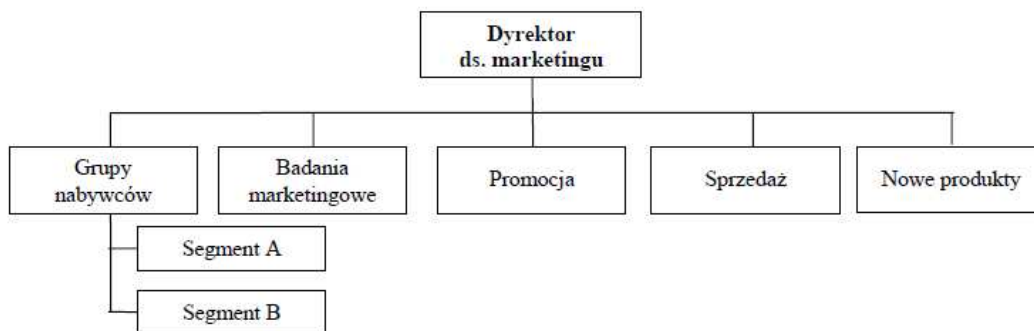 Dyrektor
ds. marketingu
Grupy
nabywców
Badania
marketingowe
Promocja
Sprzedaż
Nowe produkty
Segment A
Segment B